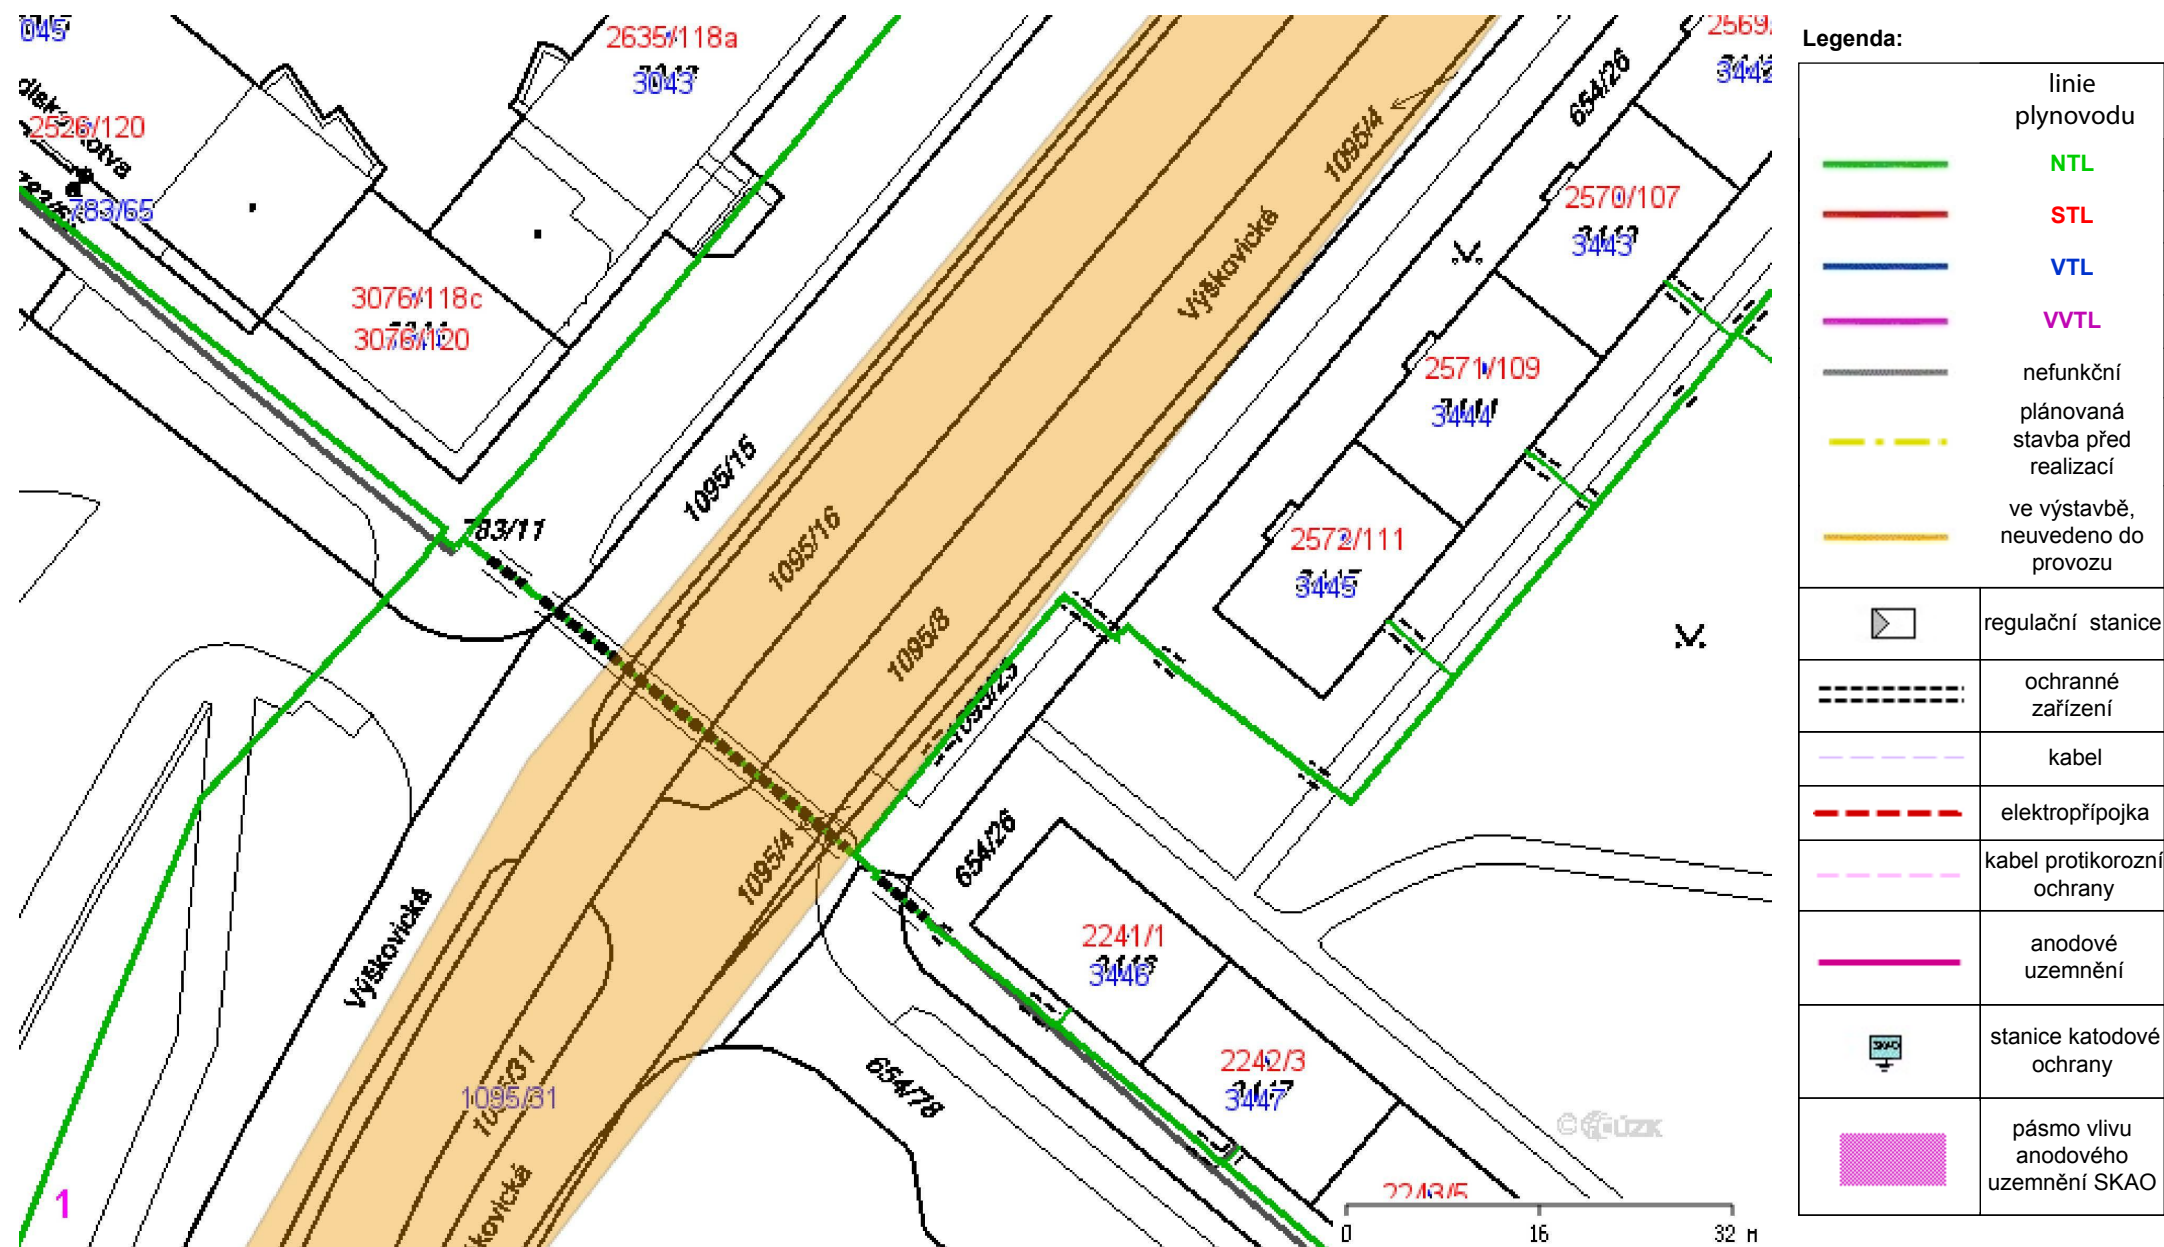 2635/118a
3043
2526/120
783/65
3076/118c
3076/120
783/11
1095/15
1095/16
1095/8
1095/4
Výškovické
654/26
2570/107
3443
2571/109
3444
2572/111
3445
1095/4
654/26
2241/1
3446
2242/3
3447
654/78
Výškovická
1095/31
1
2243/5
0 16 32 M
Legenda:
linie
plynovodu
NTL
STL
VTL
VVTL
nefunkční
plánovaná
stavba před
realizací
ve výstavbě,
neuvedeno do
provozu
regulační stanice
ochranné
zařízení
kabel
elektropřípojka
kabel protikorozní
ochrany
anodové
uzemnění
SKAO
stanice katodové
ochrany
pásmo vlivu
anodového
uzemnění SKAO